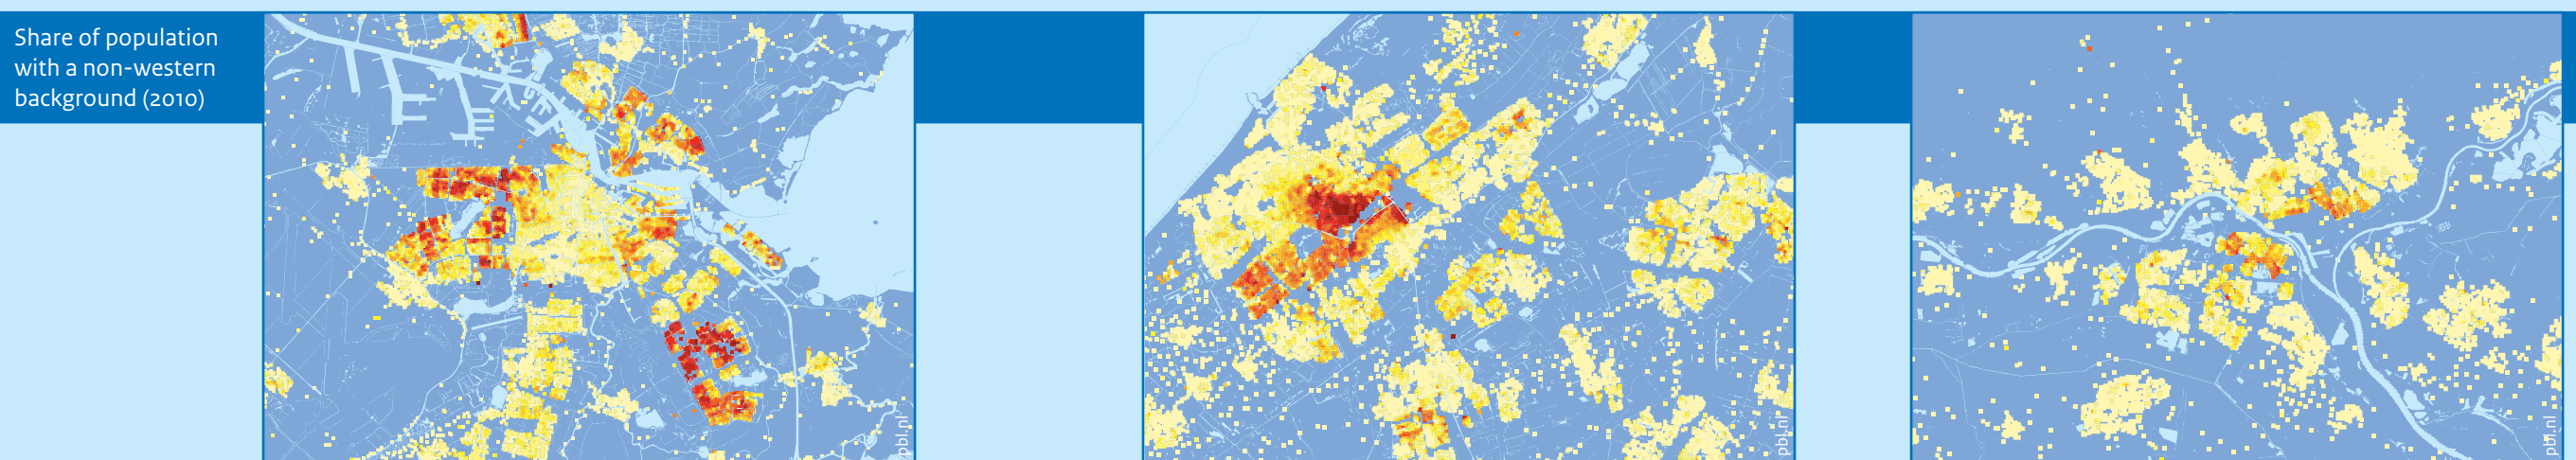 Share of population
with a non-western
background (2010)
pbl.nl
pbl.nl
pbl.nl